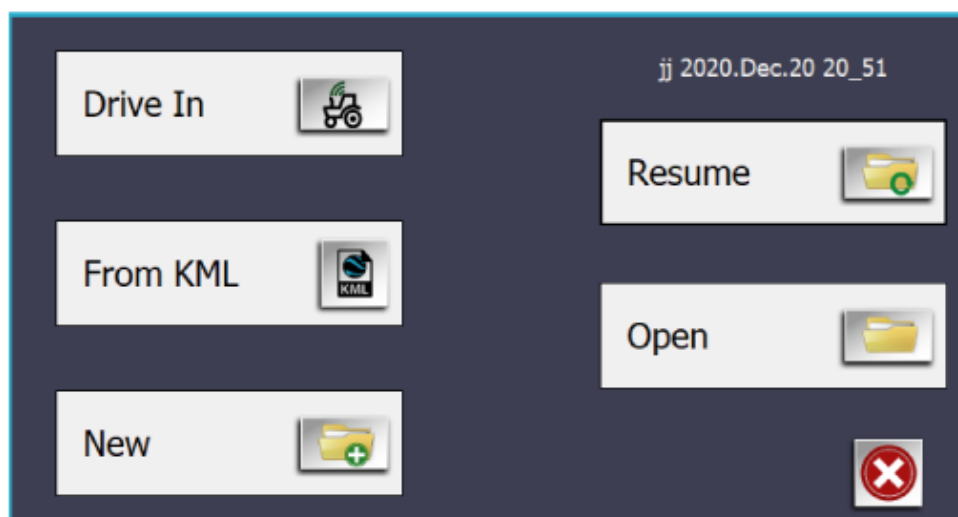 Drive In
From KML
KML
New
jj 2020.Dec.20 20_51
Resume
Open